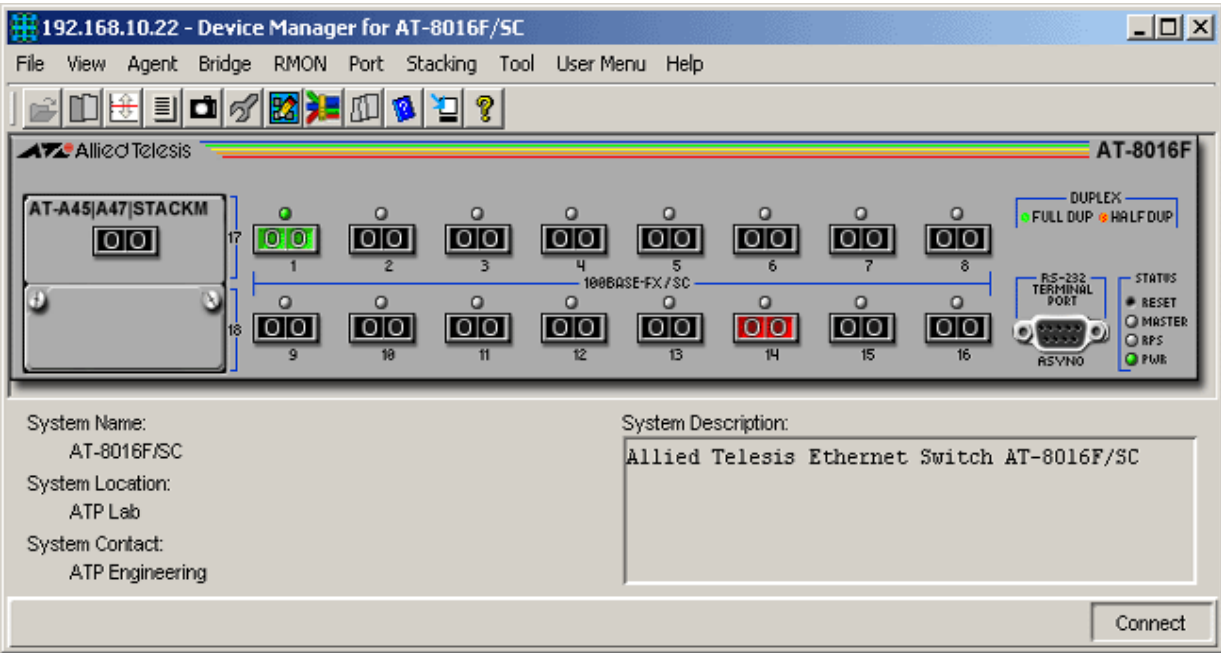 192.168.10.22 - Device Manager for AT-8016F/SC
File View Agent Bridge RMON Port Stacking Tool User Menu Help
Allied Telesis AT-8016F
AT-A45|A47|STACKM
17
1 2 3 4 5 6 7 8
100BASE-FX/SC
18
9 10 11 12 13 14 15 16
DUPLEX
FULL DUP HALF DUP
RS-232
TERMINAL
PORT
ASYNO
STATUS
RESET
MASTER
RPS
PWR
System Name:
AT-8016F/SC
System Location:
ATP Lab
System Contact:
ATP Engineering
System Description:
Allied Telesis Ethernet Switch AT-8016F/SC
Connect